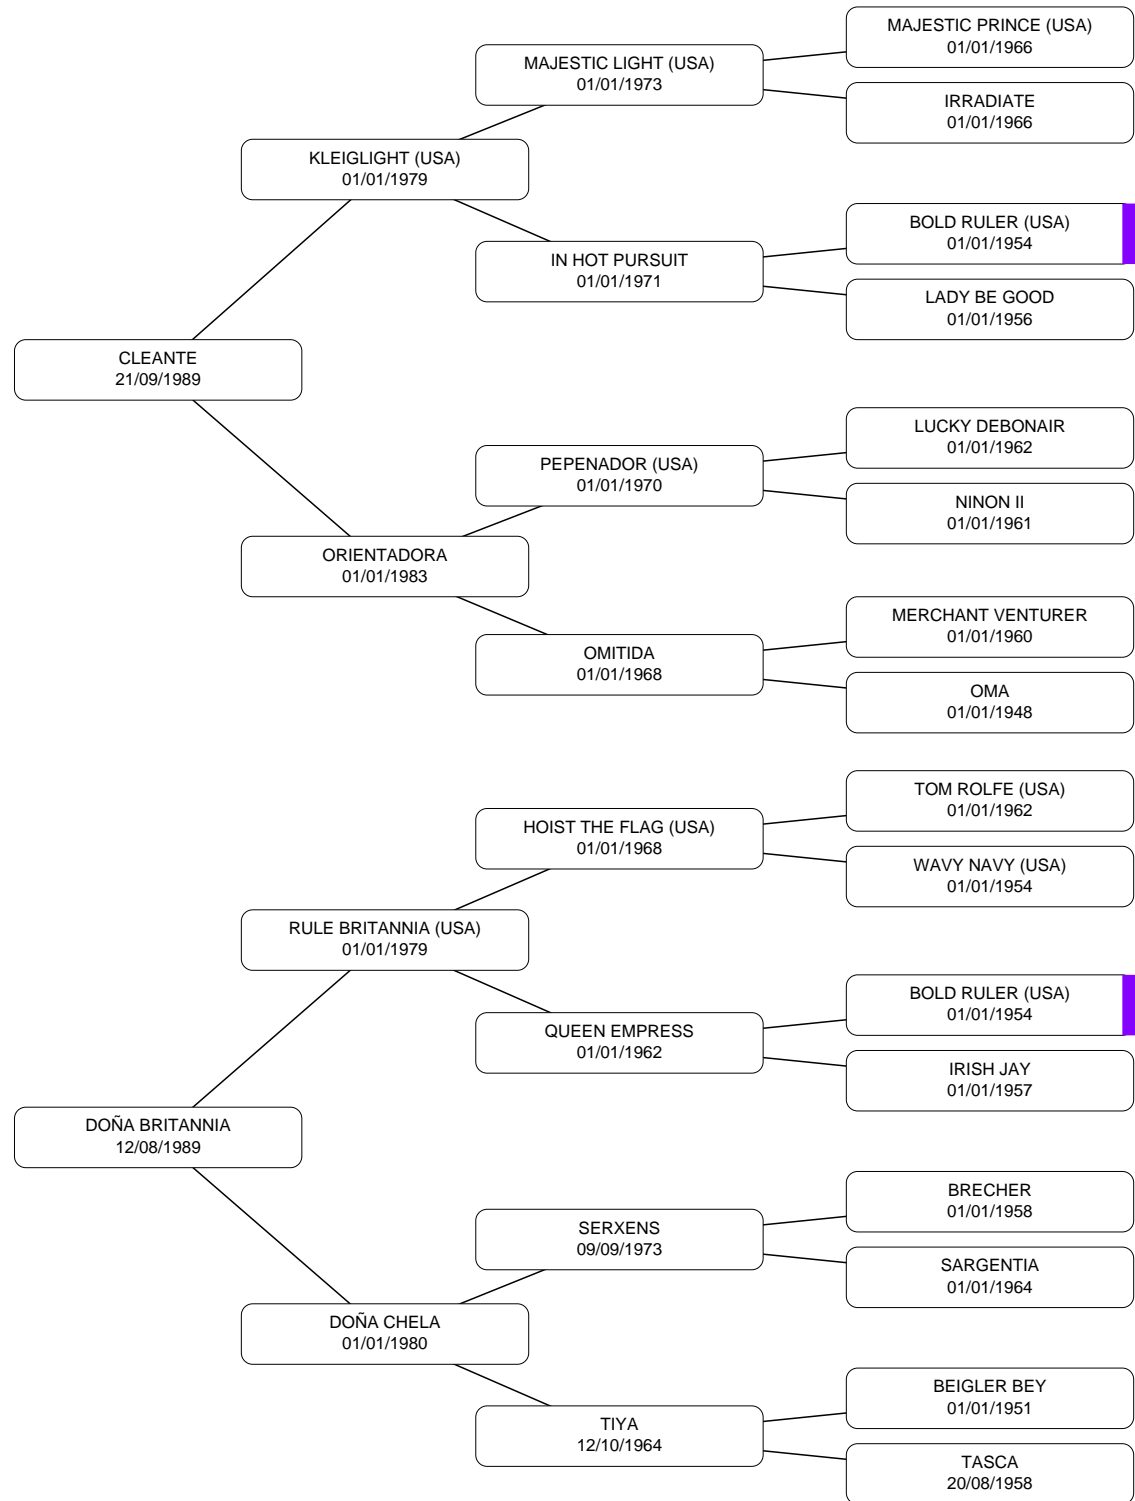 MAJESTIC PRINCE (USA)
01/01/1966
MAJESTIC LIGHT (USA)
01/01/1973
IRRADIATE
01/01/1966
KLEIGLIGHT (USA)
01/01/1979
BOLD RULER (USA)
01/01/1954
IN HOT PURSUIT
01/01/1971
LADY BE GOOD
01/01/1956
CLEANTE
21/09/1989
LUCKY DEBONAIR
01/01/1962
PEPENADOR (USA)
01/01/1970
NINON II
01/01/1961
ORIENTADORA
01/01/1983
MERCHANT VENTURER
01/01/1960
OMITIDA
01/01/1968
OMA
01/01/1948
TOM ROLFE (USA)
01/01/1962
HOIST THE FLAG (USA)
01/01/1968
WAVY NAVY (USA)
01/01/1954
RULE BRITANNIA (USA)
01/01/1979
BOLD RULER (USA)
01/01/1954
QUEEN EMPRESS
01/01/1962
IRISH JAY
01/01/1957
DOÑA BRITANNIA
12/08/1989
BRECHER
01/01/1958
SERXENS
09/09/1973
SARGENTIA
01/01/1964
DOÑA CHELA
01/01/1980
BEIGLER BEY
01/01/1951
TIYA
12/10/1964
TASCA
20/08/1958